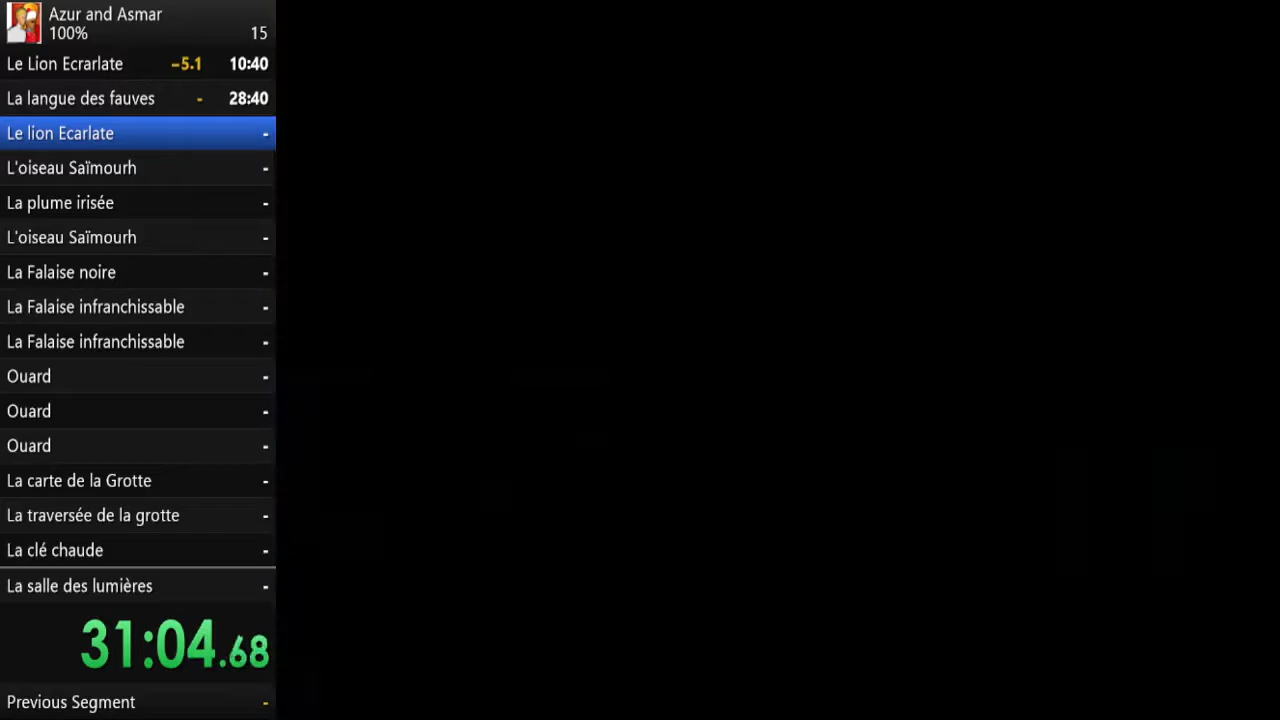 Azur and Asmar
100% 15
Le Lion Ecrarlate −5.1 10:40
La langue des fauves - 28:40
Le lion Ecarlate -
L'oiseau Saïmourh -
La plume irisée -
L'oiseau Saïmourh -
La Falaise noire -
La Falaise infranchissable -
La Falaise infranchissable -
Ouard -
Ouard -
Ouard -
La carte de la Grotte -
La traversée de la grotte -
La clé chaude -
La salle des lumières -
31:04.68
Previous Segment -